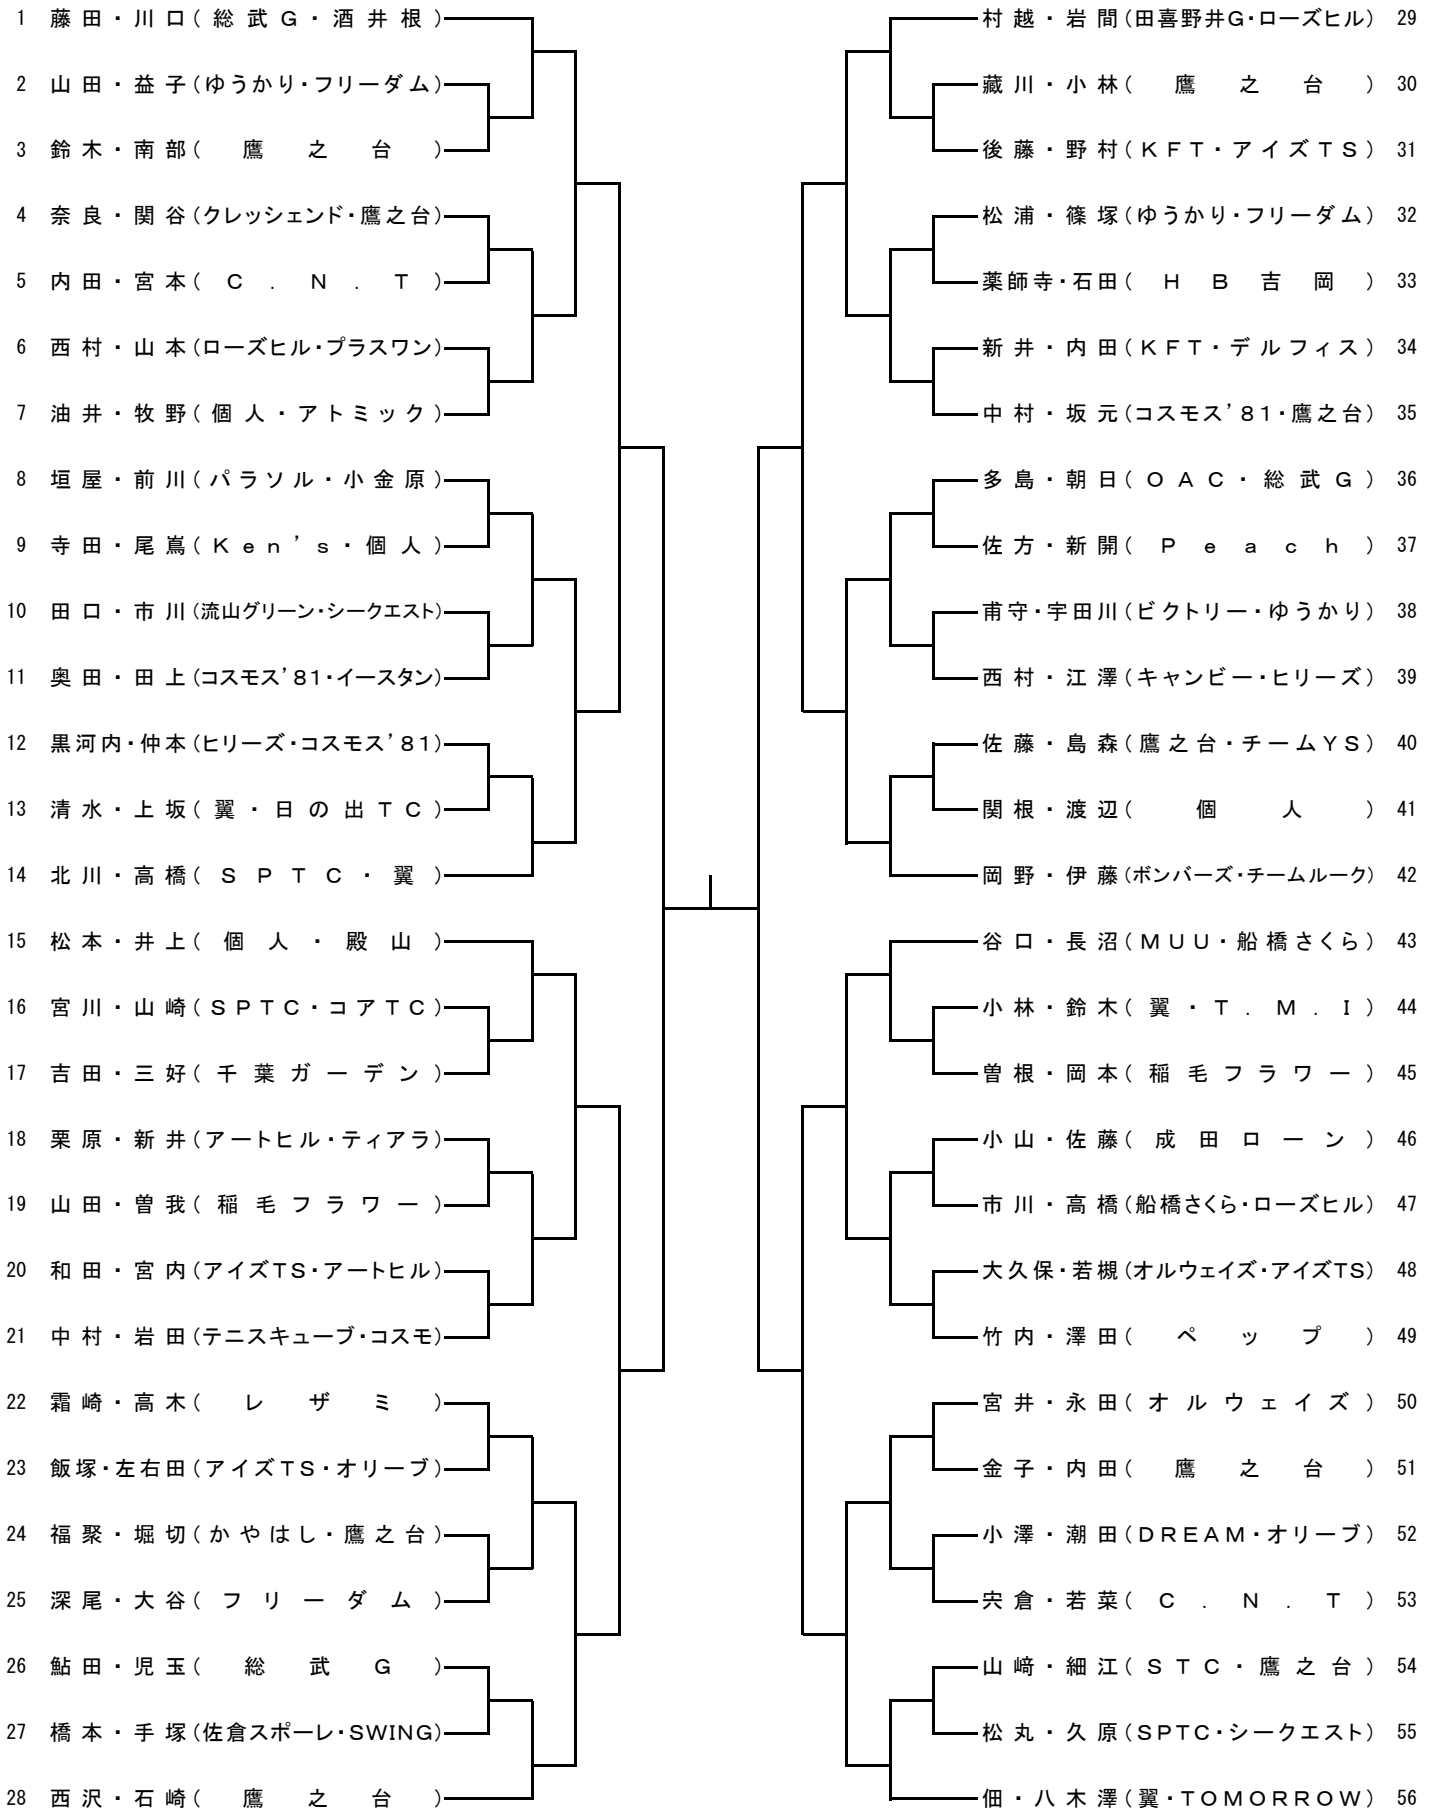 1 藤田・川口(総武G・酒井根)
2 山田・益子(ゆうかり・フリーダム)
3 鈴木・南部(鷹之台)
4 奈良・関谷(クレッシェンド・鷹之台)
5 内田・宮本(C.N.T)
6 西村・山本(ローズヒル・プラスワン)
7 油井・牧野(個人・アトミック)
8 垣屋・前川(パラソル・小金原)
9 寺田・尾嶌(Ken's・個人)
10 田口・市川(流山グリーン・シークエスト)
11 奥田・田上(コスモス’81・イースタン)
12 黒河内・仲本(ヒリーズ・コスモス’81)
13 清水・上坂(翼・日の出TC)
14 北川・高橋(SPTC・翼)
15 松本・井上(個人・殿山)
16 宮川・山崎(SPTC・コアTC)
17 吉田・三好(千葉ガーデン)
18 栗原・新井(アートヒル・ティアラ)
19 山田・曽我(稲毛フラワー)
20 和田・宮内(アイズTS・アートヒル)
21 中村・岩田(テニスキューブ・コスモ)
22 霜崎・高木(レザミ)
23 飯塚・左右田(アイズTS・オリーブ)
24 福聚・堀切(かやはし・鷹之台)
25 深尾・大谷(フリーダム)
26 鮎田・児玉(総武G)
27 橋本・手塚(佐倉スポーレ・SWING)
28 西沢・石崎(鷹之台)
村越・岩間(田喜野井G・ローズヒル) 29
藏川・小林(鷹之台) 30
後藤・野村(KFT・アイズTS) 31
松浦・篠塚(ゆうかり・フリーダム) 32
薬師寺・石田(HB吉岡) 33
新井・内田(KFT・デルフィス) 34
中村・坂元(コスモス’81・鷹之台) 35
多島・朝日(OAC・総武G) 36
佐方・新開(Peach) 37
甫守・宇田川(ビクトリー・ゆうかり) 38
西村・江澤(キャンビー・ヒリーズ) 39
佐藤・島森(鷹之台・チームYS) 40
関根・渡辺(個人) 41
岡野・伊藤(ボンバーズ・チームルーク) 42
谷口・長沼(MUU・船橋さくら) 43
小林・鈴木(翼・T.M.I) 44
曽根・岡本(稲毛フラワー) 45
小山・佐藤(成田ローン) 46
市川・高橋(船橋さくら・ローズヒル) 47
大久保・若槻(オルウェイズ・アイズTS) 48
竹内・澤田(ペップ) 49
宮井・永田(オルウェイズ) 50
金子・内田(鷹之台) 51
小澤・潮田(DREAM・オリーブ) 52
宍倉・若菜(C.N.T) 53
山﨑・細江(STC・鷹之台) 54
松丸・久原(SPTC・シークエスト) 55
佃・八木澤(翼・TOMORROW) 56